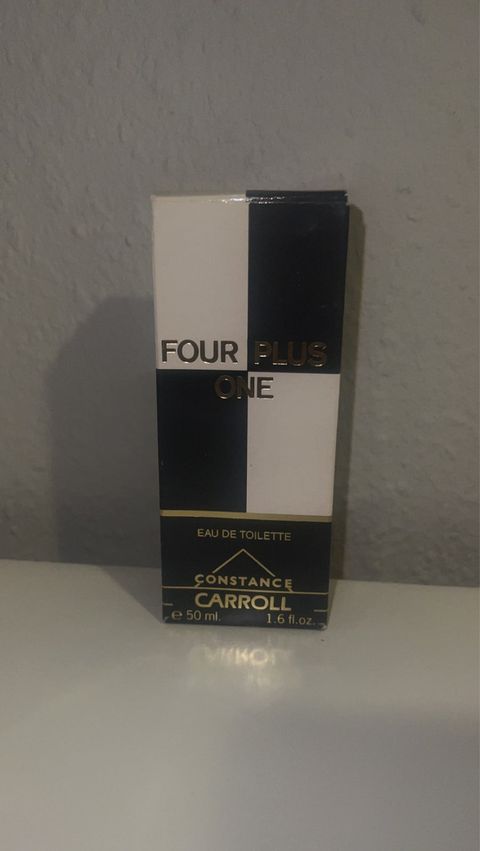 FOUR PLUS
ONE
EAU DE TOILETTE
CONSTANCE
CARROLL
e 50 ml. 1.6 fl.oz.